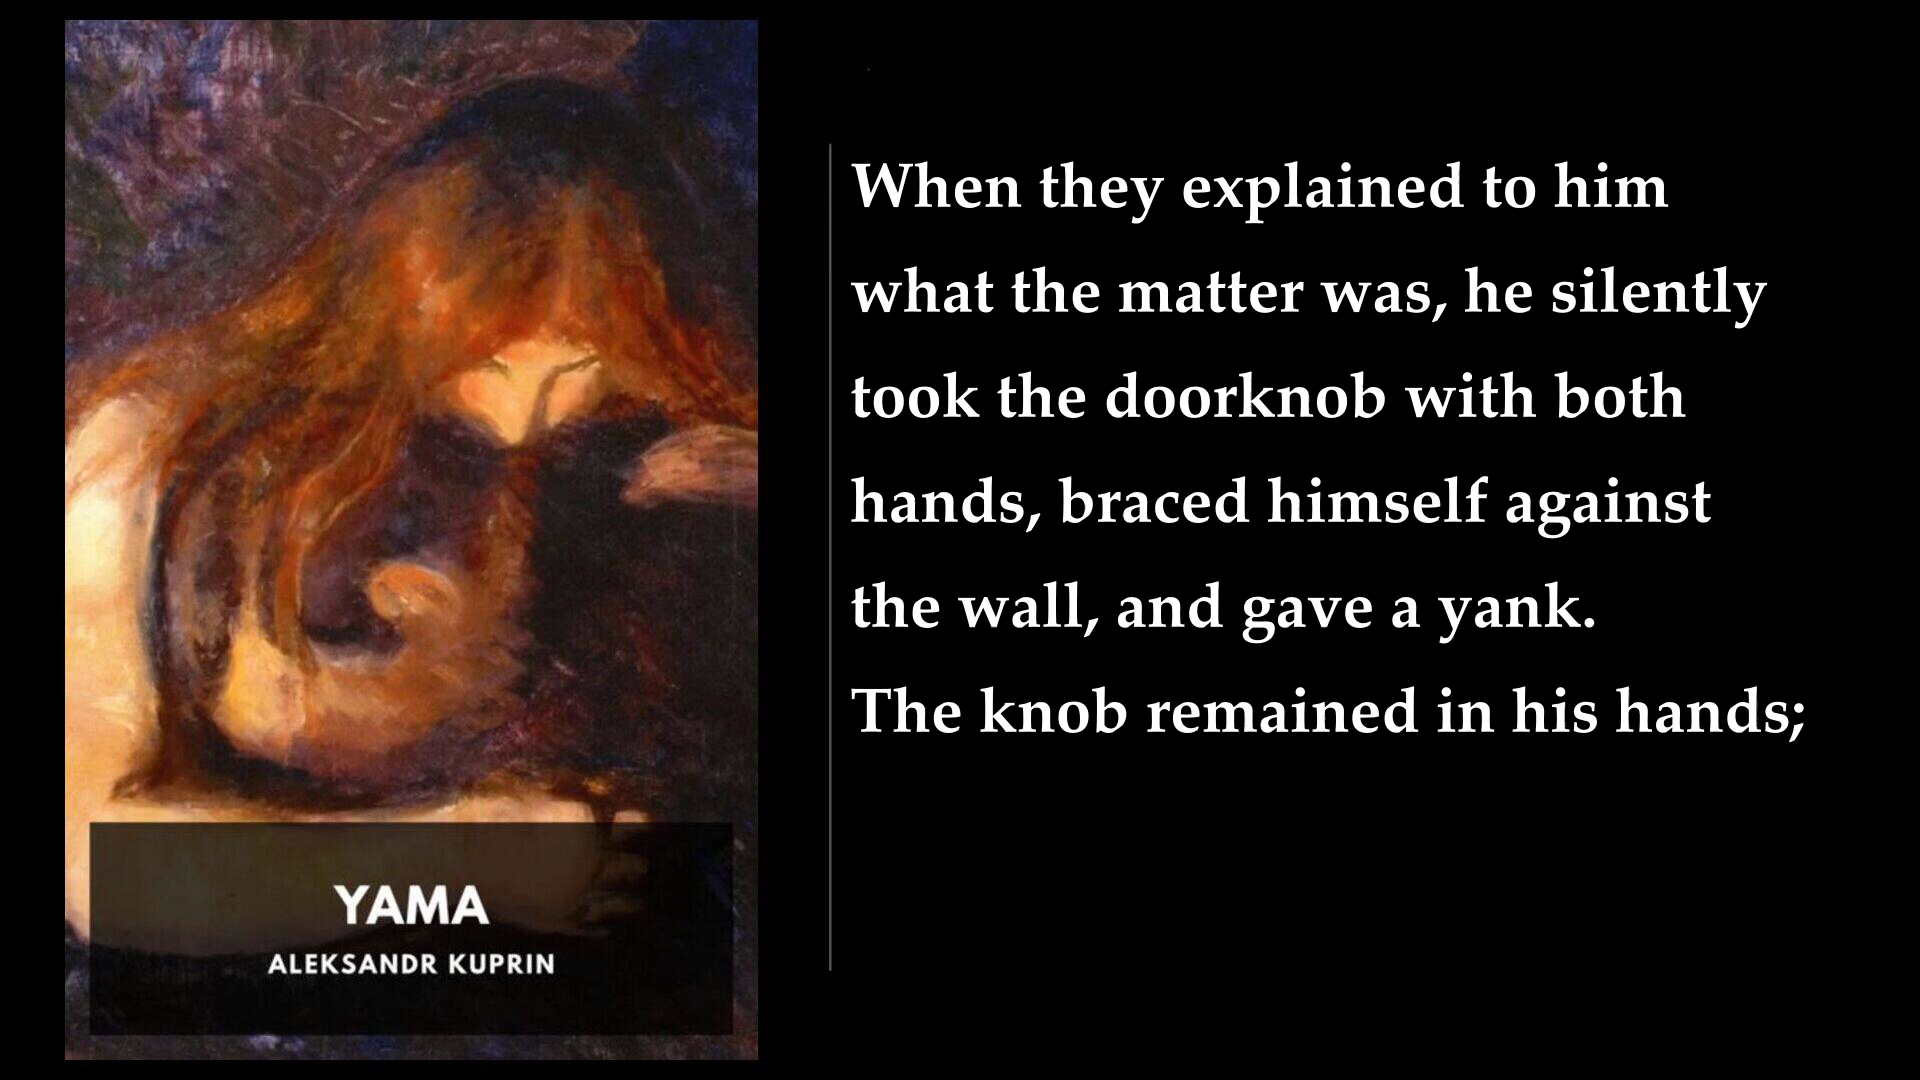 YAMA
ALEKSANDR KUPRIN
When they explained to him
what the matter was, he silently
took the doorknob with both
hands, braced himself against
the wall, and gave a yank.
The knob remained in his hands;